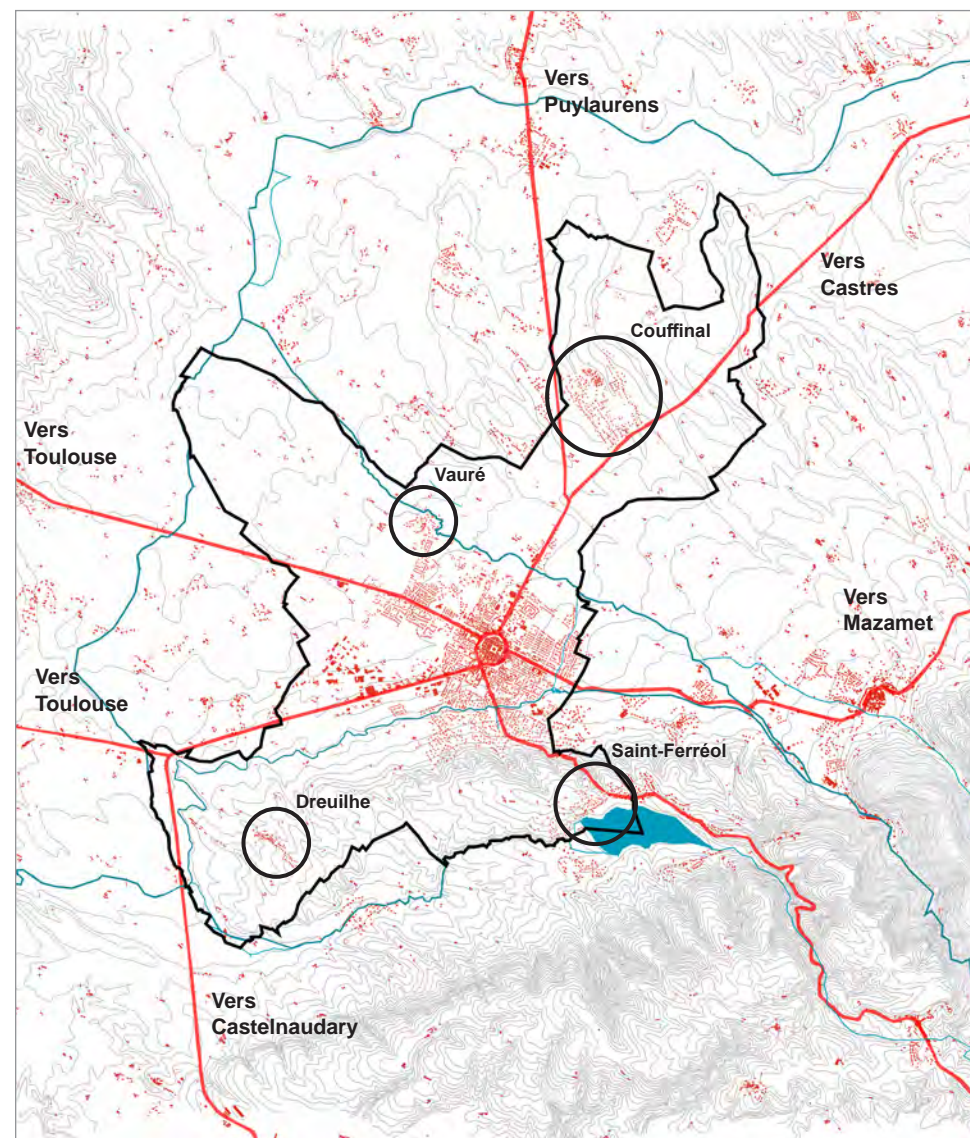 Vers
Puylaurens
Vers
Castres
Couffinal
Vers
Toulouse
Vauré
Vers
Mazamet
Vers
Toulouse
Saint-Ferréol
Dreuilhe
Vers
Castelnaudary